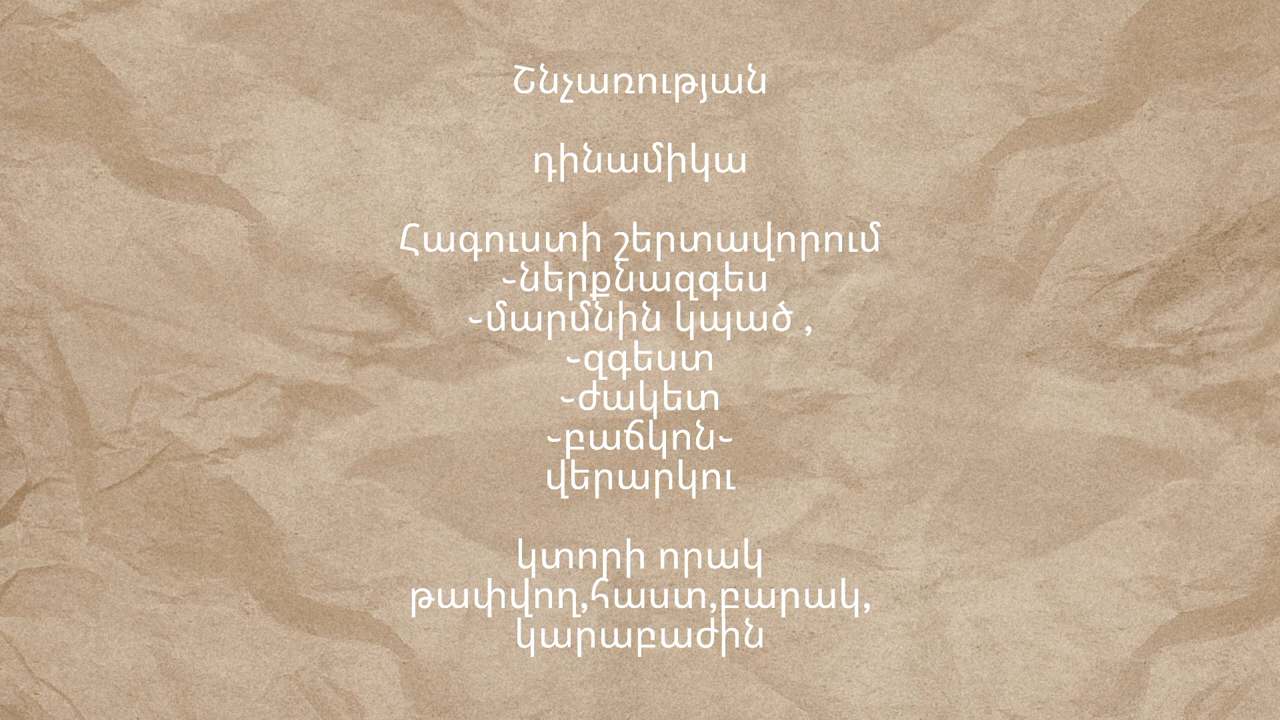 Շնչառության
դինամիկա
Հագուստի շերտավորում
֊ներքնազգես
֊մարմնին կպած ,
֊զգեստ
֊ժակետ
֊բաճկոն֊
վերարկու
կտորի որակ
թափվող,հաստ,բարակ,
կարաբաժին